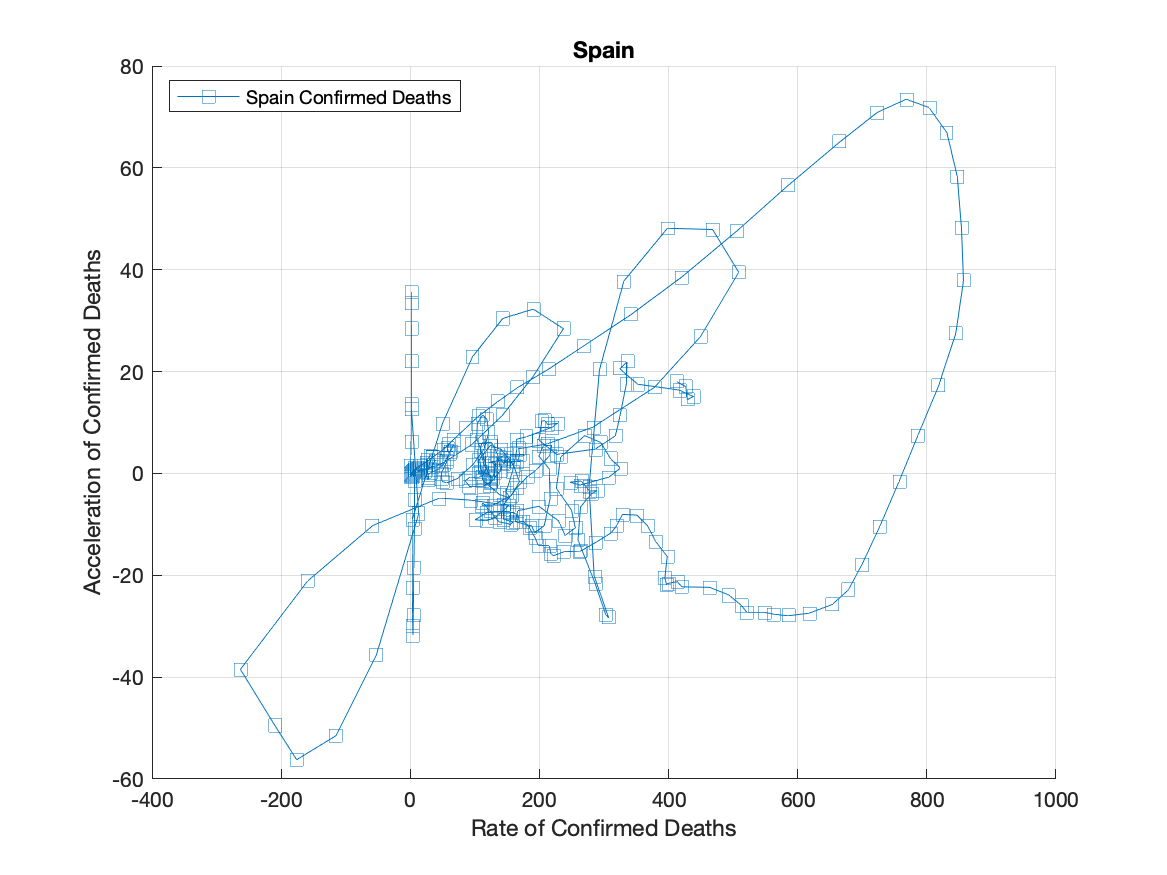 Spain
Spain Confirmed Deaths
80
60
40
20
0
-20
-40
-60
Acceleration of Confirmed Deaths
-400 -200 0 200 400 600 800 1000
Rate of Confirmed Deaths